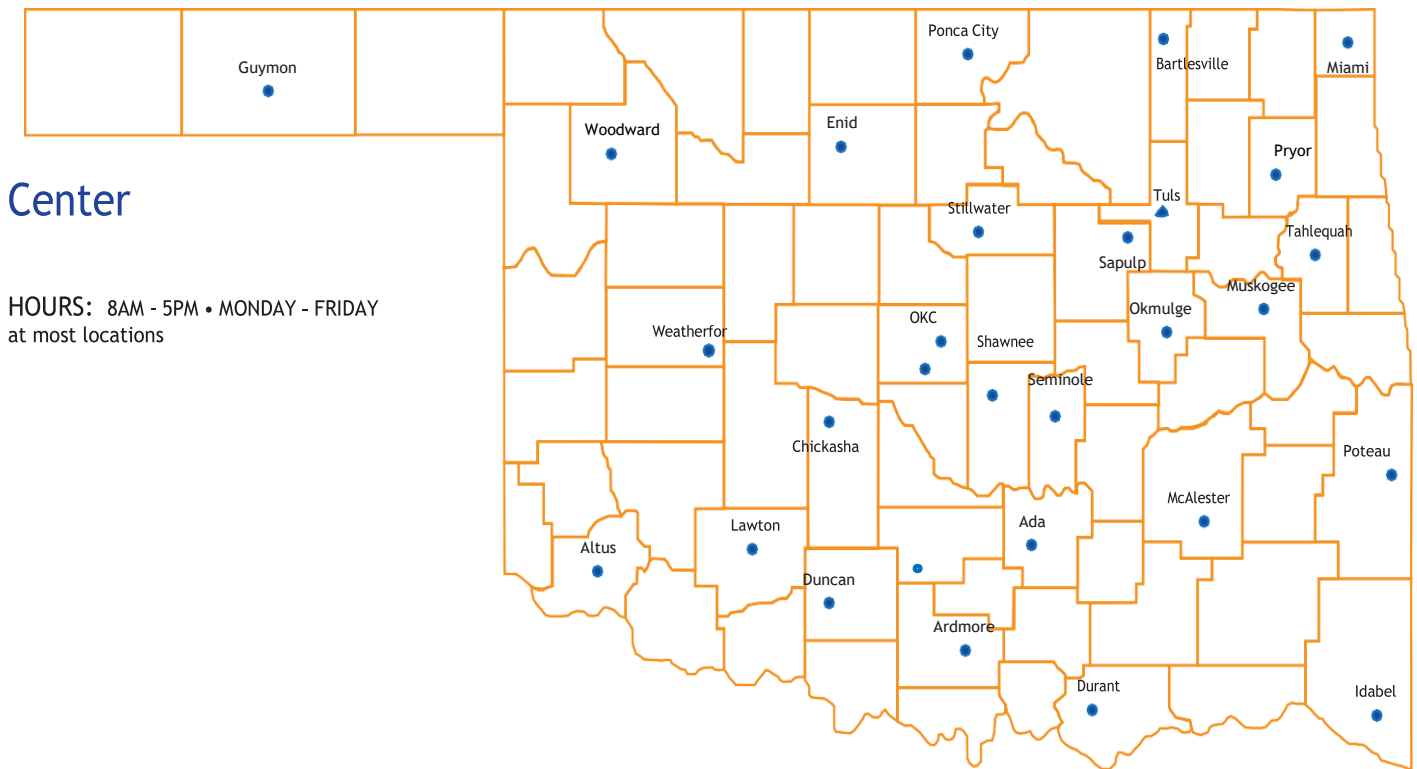 Ponca City
Bartlesville
Miami
Guymon
Enid
Woodward
Pryor
Center
Tuls
Stillwater
Tahlequah
Sapulp
Muskogee
HOURS: 8AM - 5PM • MONDAY - FRIDAY
at most locations
Okmulge
OKC
Weatherfor
Shawnee
Seminole
Chickasha
Poteau
McAlester
Ada
Lawton
Altus
Duncan
Ardmore
Durant
Idabel